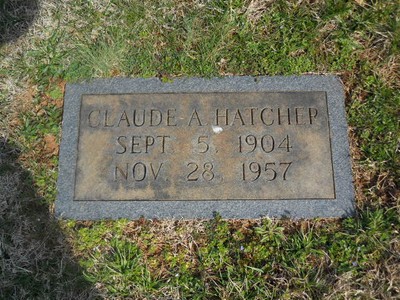 CLAUDE A. HATCHER
SEPT 5, 1904
NOV 28, 1957